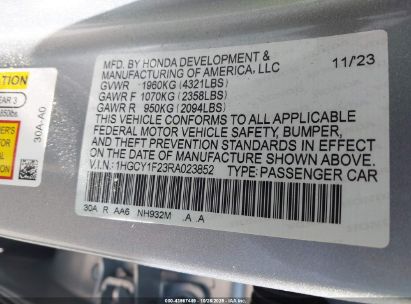 MFD. BY HONDA DEVELOPMENT &
MANUFACTURING OF AMERICA, LLC
11/23
GVWR 1960KG (4321LBS)
GAWR F 1070KG (2358LBS)
GAWR R 950KG (2094LBS)
THIS VEHICLE CONFORMS TO ALL APPLICABLE
FEDERAL MOTOR VEHICLE SAFETY, BUMPER,
AND THEFT PREVENTION STANDARDS IN EFFECT
ON THE DATE OF MANUFACTURE SHOWN ABOVE.
V.I.N.:1HGCY1F23RA023852 TYPE:PASSENGER CAR
30A R AA6 NH932M A A
30A-A0
EAR 3